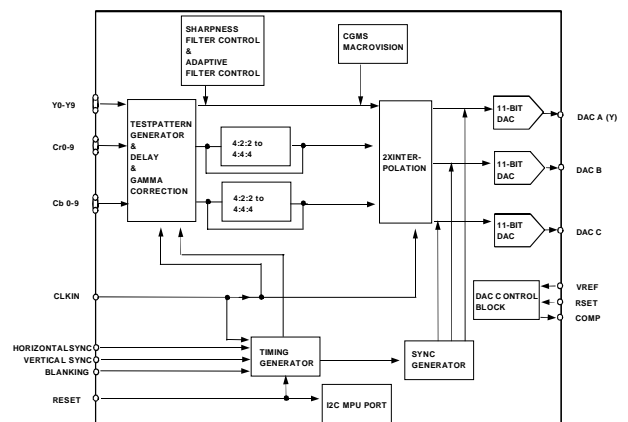 SHARPNESS
FILTER CONTROL
&
ADAPTIVE
FILTER CONTROL
CGMS
MACROVISION
Y0-Y9
Cr0-9
Cb 0-9
TESTPATTERN
GENERATOR
&
DELAY
&
GAMMA
CORRECTION
4:2:2 to
4:4:4
4:2:2 to
4:4:4
2XINTER-
POLATION
11-BIT
DAC
11-BIT
DAC
11-BIT
DAC
DAC A (Y)
DAC B
DAC C
CLKIN
HORIZONTALSYNC
VERTICAL SYNC
BLANKING
RESET
TIMING
GENERATOR
SYNC
GENERATOR
I2C MPU PORT
DAC CONTROL
BLOCK
VREF
RSET
COMP